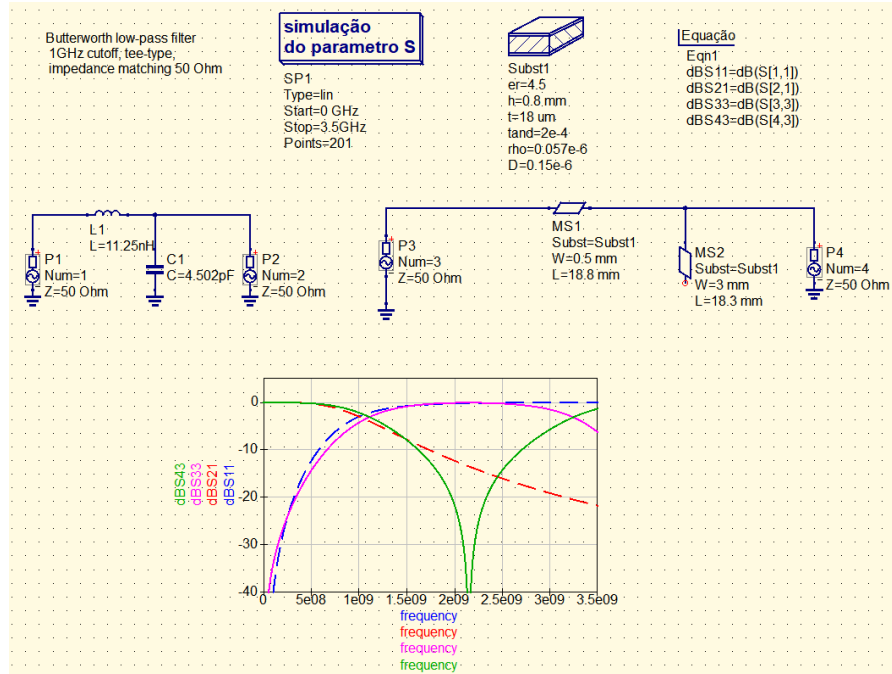 Butterworth low-pass filter
1GHz cutoff, tee-type,
impedance matching 50 Ohm
simulação
do parametro S
SP1
Type=lin
Start=0 GHz
Stop=3.5GHz
Points=201
Subst1
er=4.5
h=0.8 mm
t=18 um
tand=2e-4
rho=0.057e-6
D=0.15e-6
Equação
Eqn1
dBS11=dB(S[1,1])
dBS21=dB(S[2,1])
dBS33=dB(S[3,3])
dBS43=dB(S[4,3])
L1
L=11.25nH
P1
Num=1
Z=50 Ohm
C1
C=4.502pF
P2
Num=2
Z=50 Ohm
P3
Num=3
Z=50 Ohm
MS1
Subst=Subst1
W=0.5 mm
L=18.8 mm
MS2
Subst=Subst1
W=3 mm
L=18.3 mm
P4
Num=4
Z=50 Ohm
0
-10
-20
-30
-40
dBS43
dBS33
dBS21
dBS11
0 5e08 1e09 1.5e09 2e09 2.5e09 3e09 3.5e09
frequency
frequency
frequency
frequency